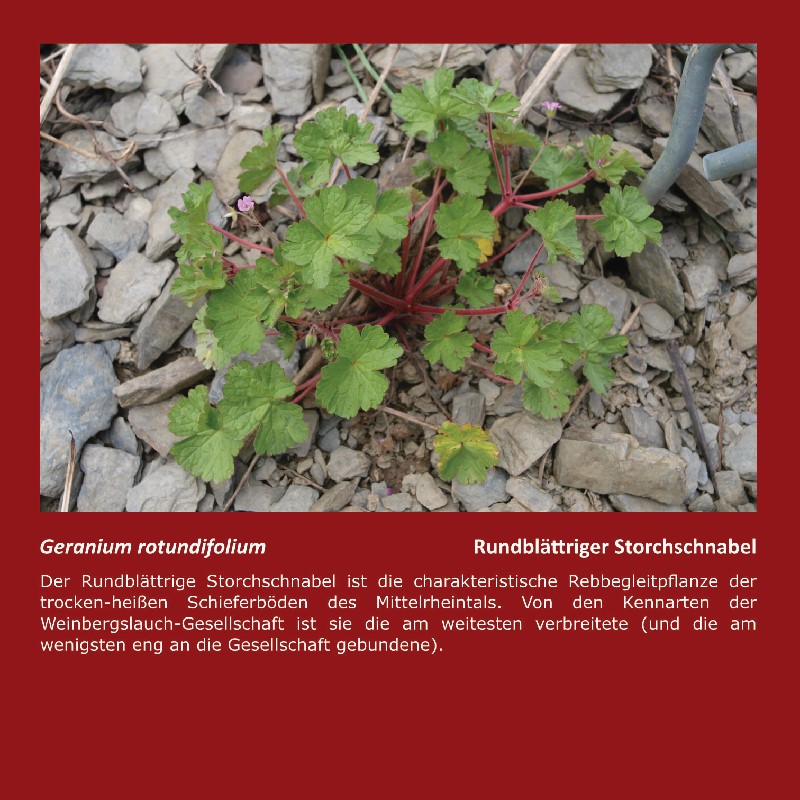 Geranium rotundifolium Rundblättriger Storchschnabel
Der Rundblättrige Storchschnabel ist die charakteristische Rebbegleitpflanze der
trocken-heißen Schieferböden des Mittelrheintals. Von den Kennarten der
Weinbergslauch-Gesellschaft ist sie die am weitesten verbreitete (und die am
wenigsten eng an die Gesellschaft gebundene).